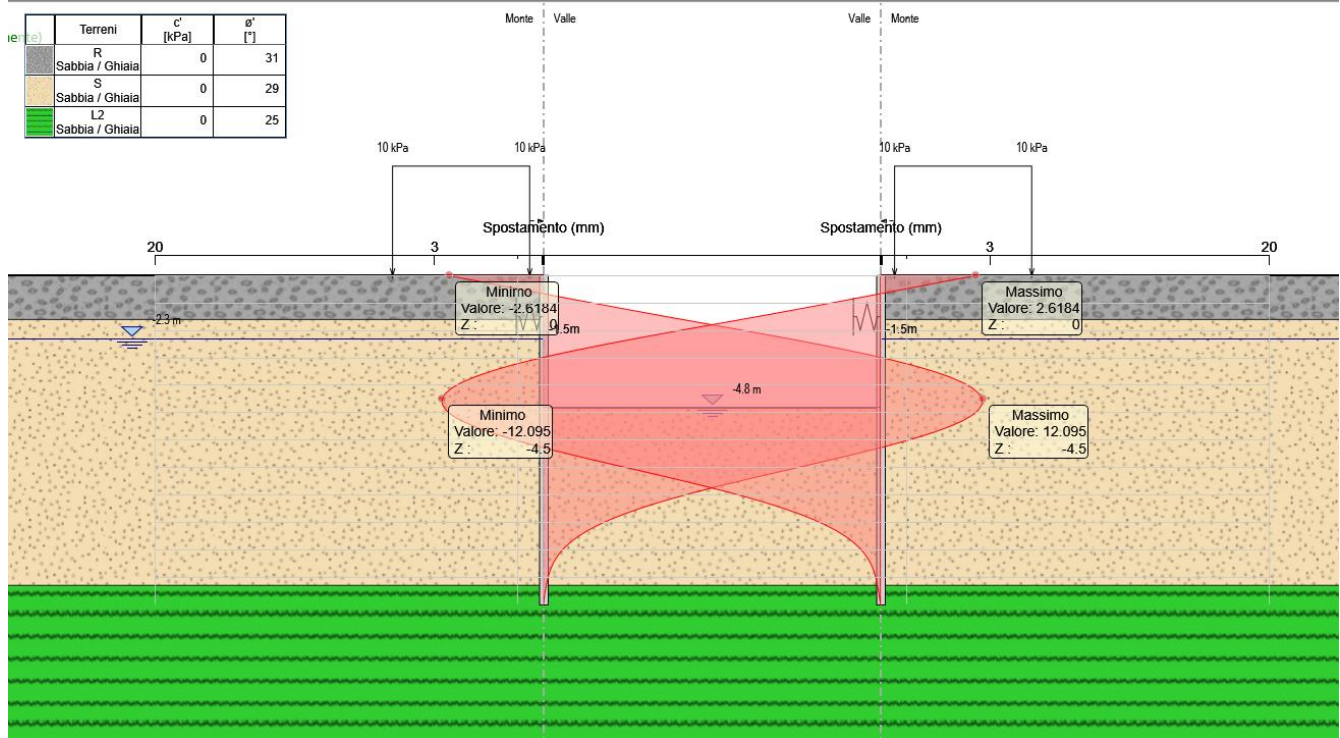 Monte Valle
Valle Monte
ente)
Terreni c' [kPa] ø' [°]
R
Sabbia / Ghiaia 0 31
S
Sabbia / Ghiaia 0 29
L2
Sabbia / Ghiaia 0 25
10 kPa 10 kPa
10 kPa 10 kPa
Spostamento (mm)
Spostamento (mm)
20 3
3 20
Minimo
Valore: -2.6184
Z : 0
Massimo
Valore: 2.6184
Z : 0
-2.3 m
-1.5m
-1.5m
-4.8 m
Minimo
Valore: -12.095
Z : -4.5
Massimo
Valore: 12.095
Z : -4.5